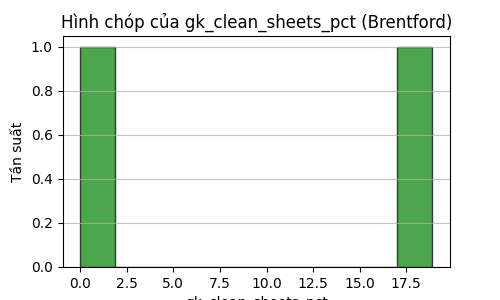 Hình chóp của gk_clean_sheets_pct (Brentford)
1.0
0.8
0.6
0.4
0.2
0.0
Tần suất
0.0 2.5 5.0 7.5 10.0 12.5 15.0 17.5
gk_clean_sheets_pct